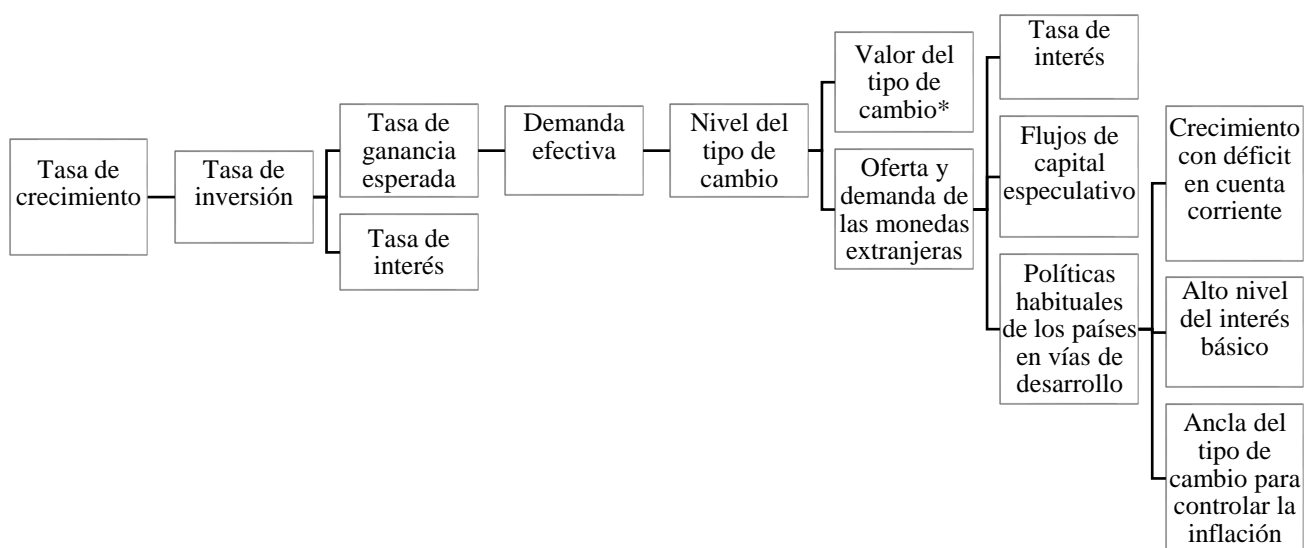 Tasa de
crecimiento
Tasa de
inversión
Tasa de
ganancia
esperada
Tasa de
interés
Demanda
efectiva
Nivel del
tipo de
cambio
Valor del
tipo de
cambio*
Oferta y
demanda de
las monedas
extranjeras
Tasa de
interés
Flujos de
capital
especulativo
Políticas
habituales
de los países
en vías de
desarrollo
Crecimiento
con déficit
en cuenta
corriente
Alto nivel
del interés
básico
Ancla del
tipo de
cambio para
controlar la
inflación